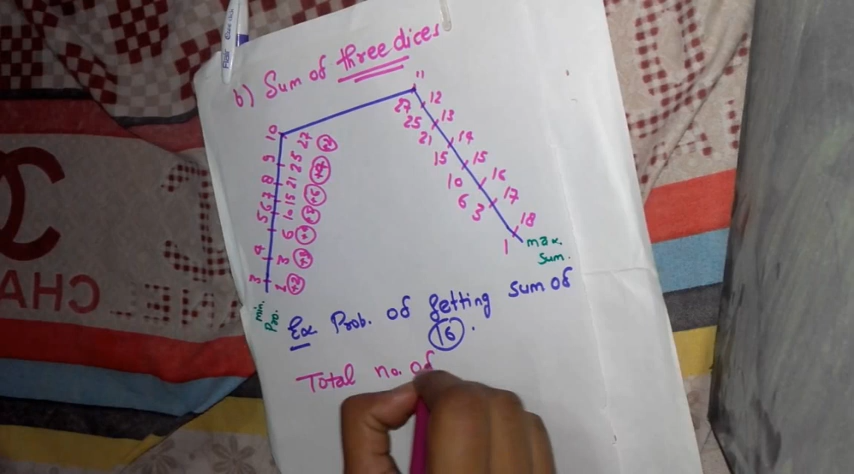 b) Sum of three dices
10 11
9 27 27 12
8 25 25 13
7 21 21 14
6 15 15 15
5 10 10 16
4 6 6 17
3 3 3 18
1 1
min. max.
Pro. Sum.
Ex Prob. of getting sum of
16.
Total no. of
CHANEL